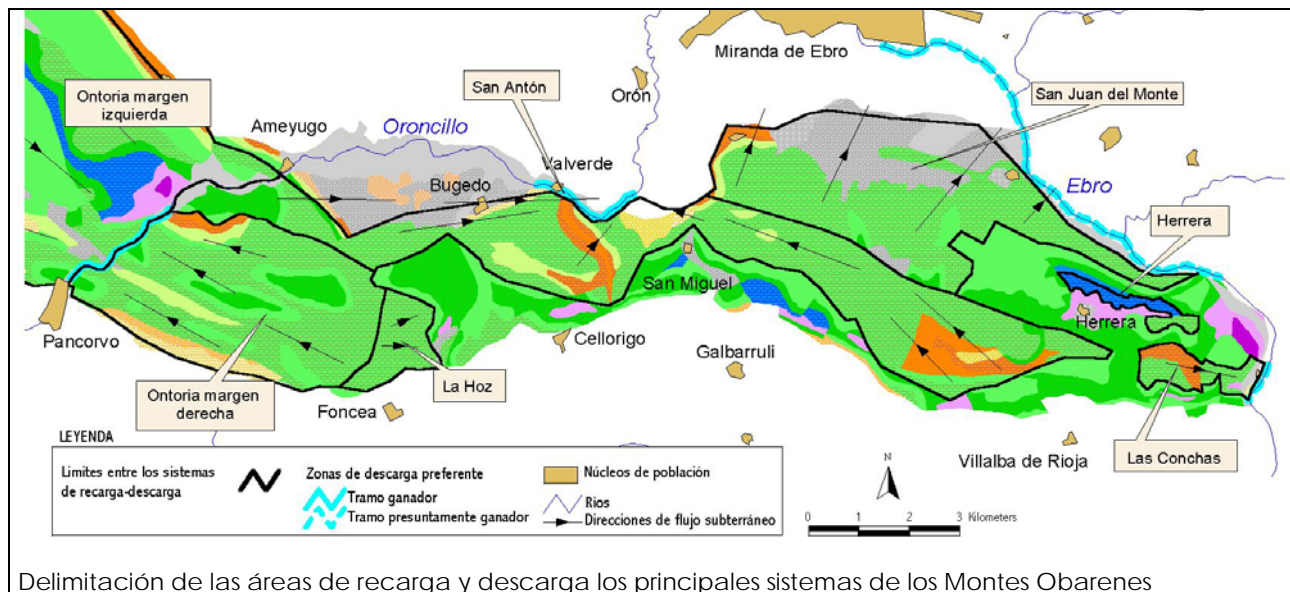 Miranda de Ebro
San Antón
Orón
Ontoria margen
izquierda
San Juan del Monte
Ameyugo
Oroncillo
Valverde
Bugedo
Ebro
Herrera
San Miguel
Herrera
Pancorvo
Cellorigo
Galbarruli
La Hoz
Ontoria margen
derecha
Foncea
Villalba de Rioja
Las Conchas
LEYENDA
Limites entre los sistemas
de recarga-descarga
Zonas de descarga preferente
Tramo ganador
Tramo presuntamente ganador
Núcleos de población
Rios
Direcciones de flujo subterráneo
N
0 1 2 3 Kilometers
Delimitación de las áreas de recarga y descarga los principales sistemas de los Montes Obarenes